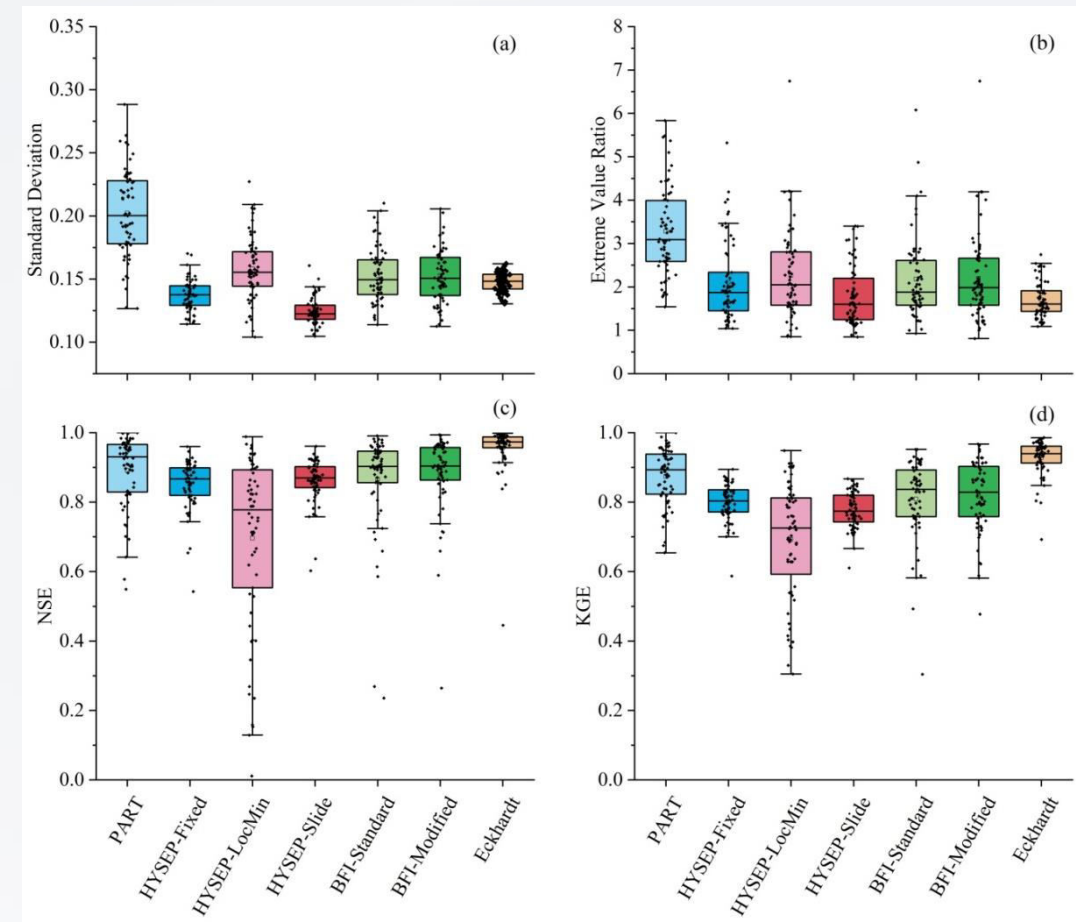 (a)
Standard Deviation
0.35
0.30
0.25
0.20
0.15
0.10
(b)
Extreme Value Ratio
8
7
6
5
4
3
2
1
0
(c)
NSE
1.0
0.8
0.6
0.4
0.2
0.0
PART
HYSEP-Fixed
HYSEP-LocMin
HYSEP-Slide
BFI-Standard
BFI-Modified
Eckhardt
(d)
KGE
1.0
0.8
0.6
0.4
0.2
0.0
PART
HYSEP-Fixed
HYSEP-LocMin
HYSEP-Slide
BFI-Standard
BFI-Modified
Eckhardt